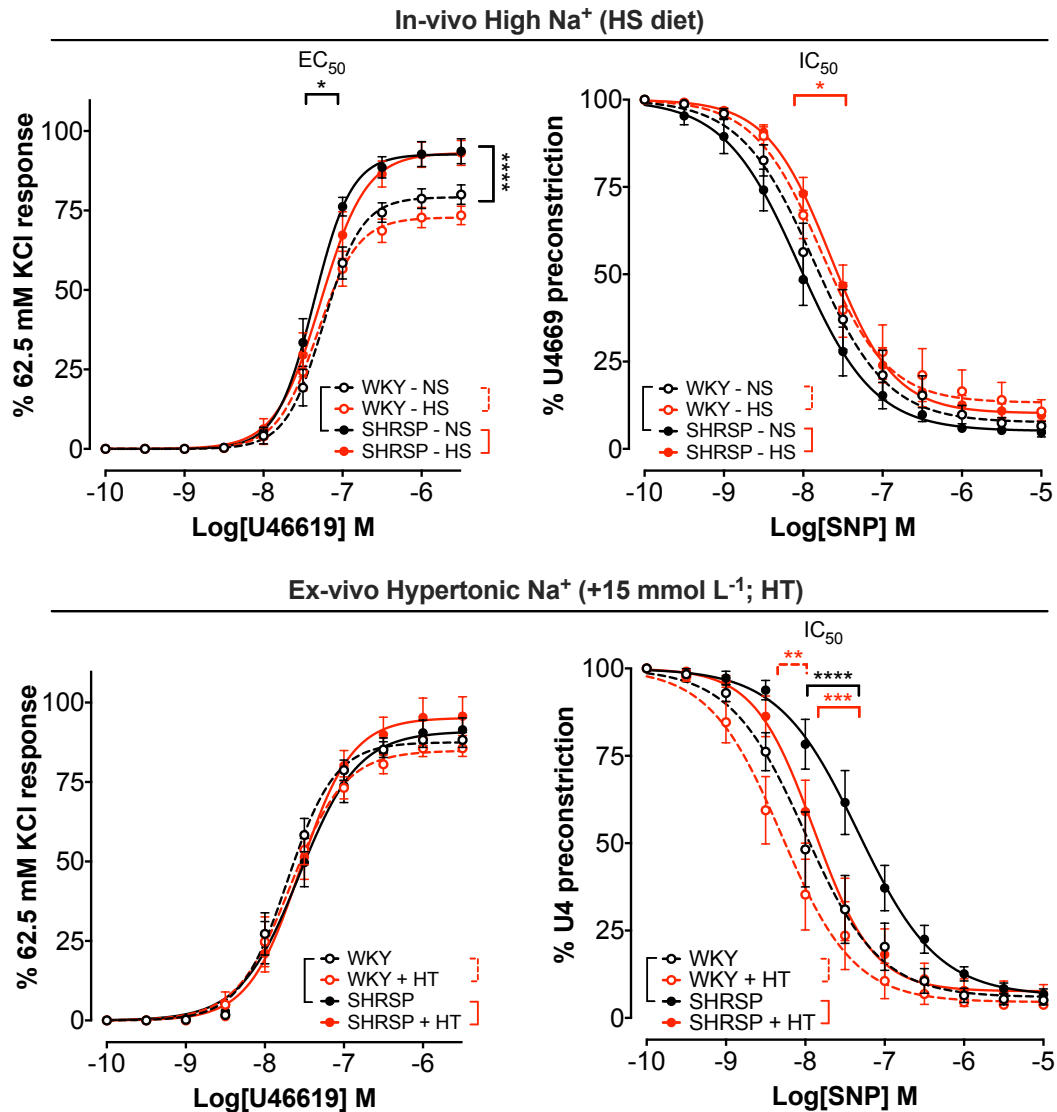 In-vivo High Na⁺ (HS diet)
EC₅₀
*
% 62.5 mM KCl response
100
75
50
25
0
****
WKY - NS
WKY - HS
SHRSP - NS
SHRSP - HS
-10 -9 -8 -7 -6
Log[U46619] M
IC₅₀
*
% U4669 preconstriction
100
75
50
25
0
WKY - NS
WKY - HS
SHRSP - NS
SHRSP - HS
-10 -9 -8 -7 -6 -5
Log[SNP] M
Ex-vivo Hypertonic Na⁺ (+15 mmol L⁻¹; HT)
% 62.5 mM KCl response
100
75
50
25
0
WKY
WKY + HT
SHRSP
SHRSP + HT
-10 -9 -8 -7 -6
Log[U46619] M
IC₅₀
** ****
***
% U4 preconstriction
100
75
50
25
0
WKY
WKY + HT
SHRSP
SHRSP + HT
-10 -9 -8 -7 -6 -5
Log[SNP] M